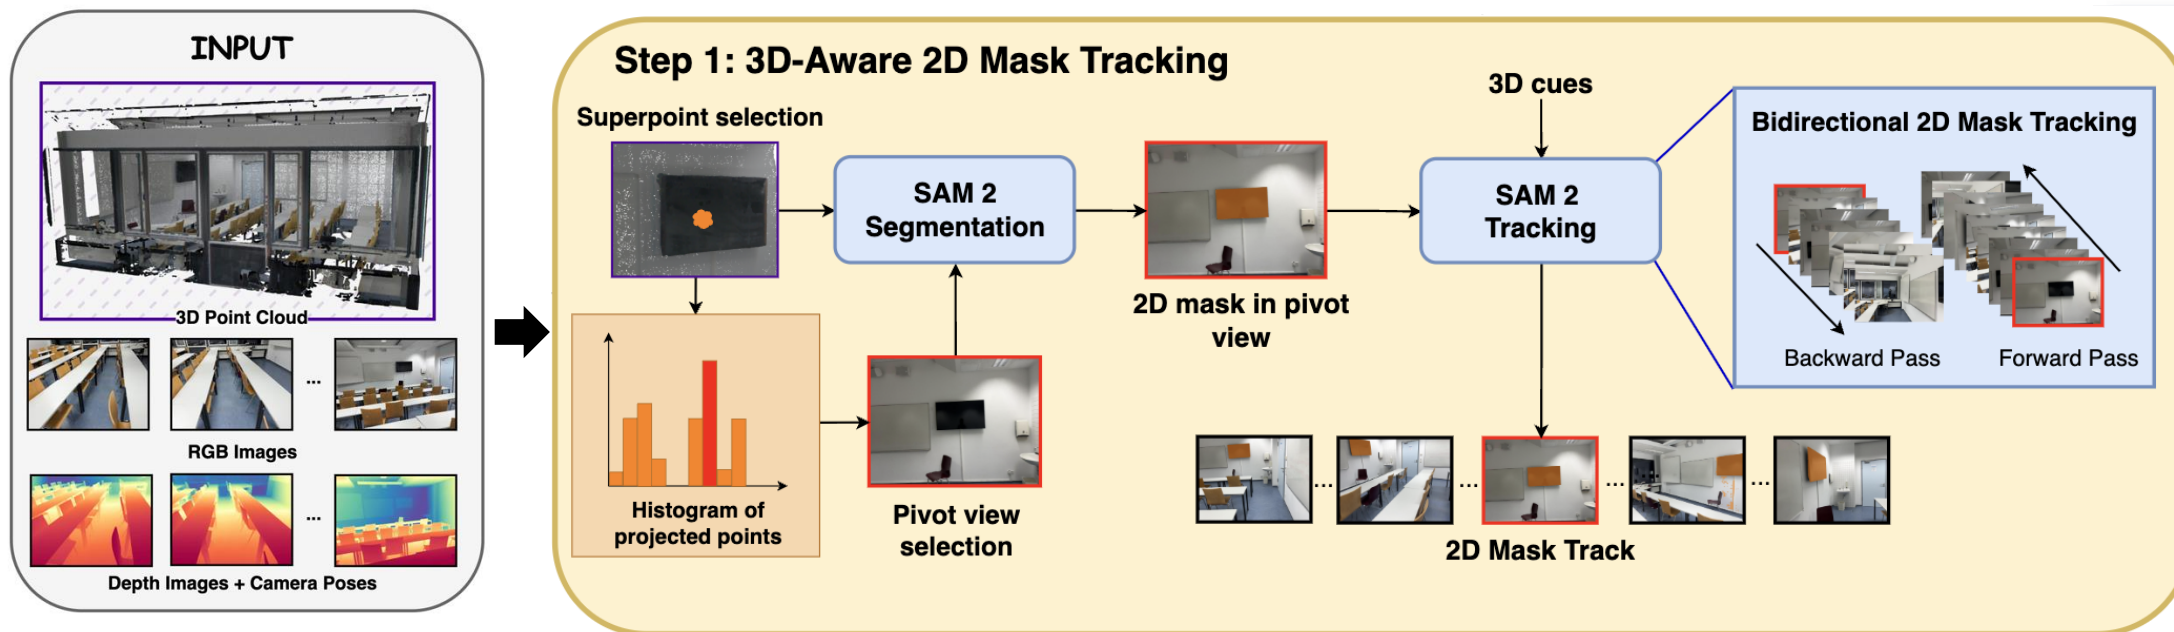 INPUT
3D Point Cloud
RGB Images
...
Depth Images + Camera Poses
...
Step 1: 3D-Aware 2D Mask Tracking
Superpoint selection
SAM 2
Segmentation
Histogram of
projected points
Pivot view
selection
2D mask in pivot
view
3D cues
SAM 2
Tracking
Bidirectional 2D Mask Tracking
Backward Pass
Forward Pass
... ... ... ...
2D Mask Track